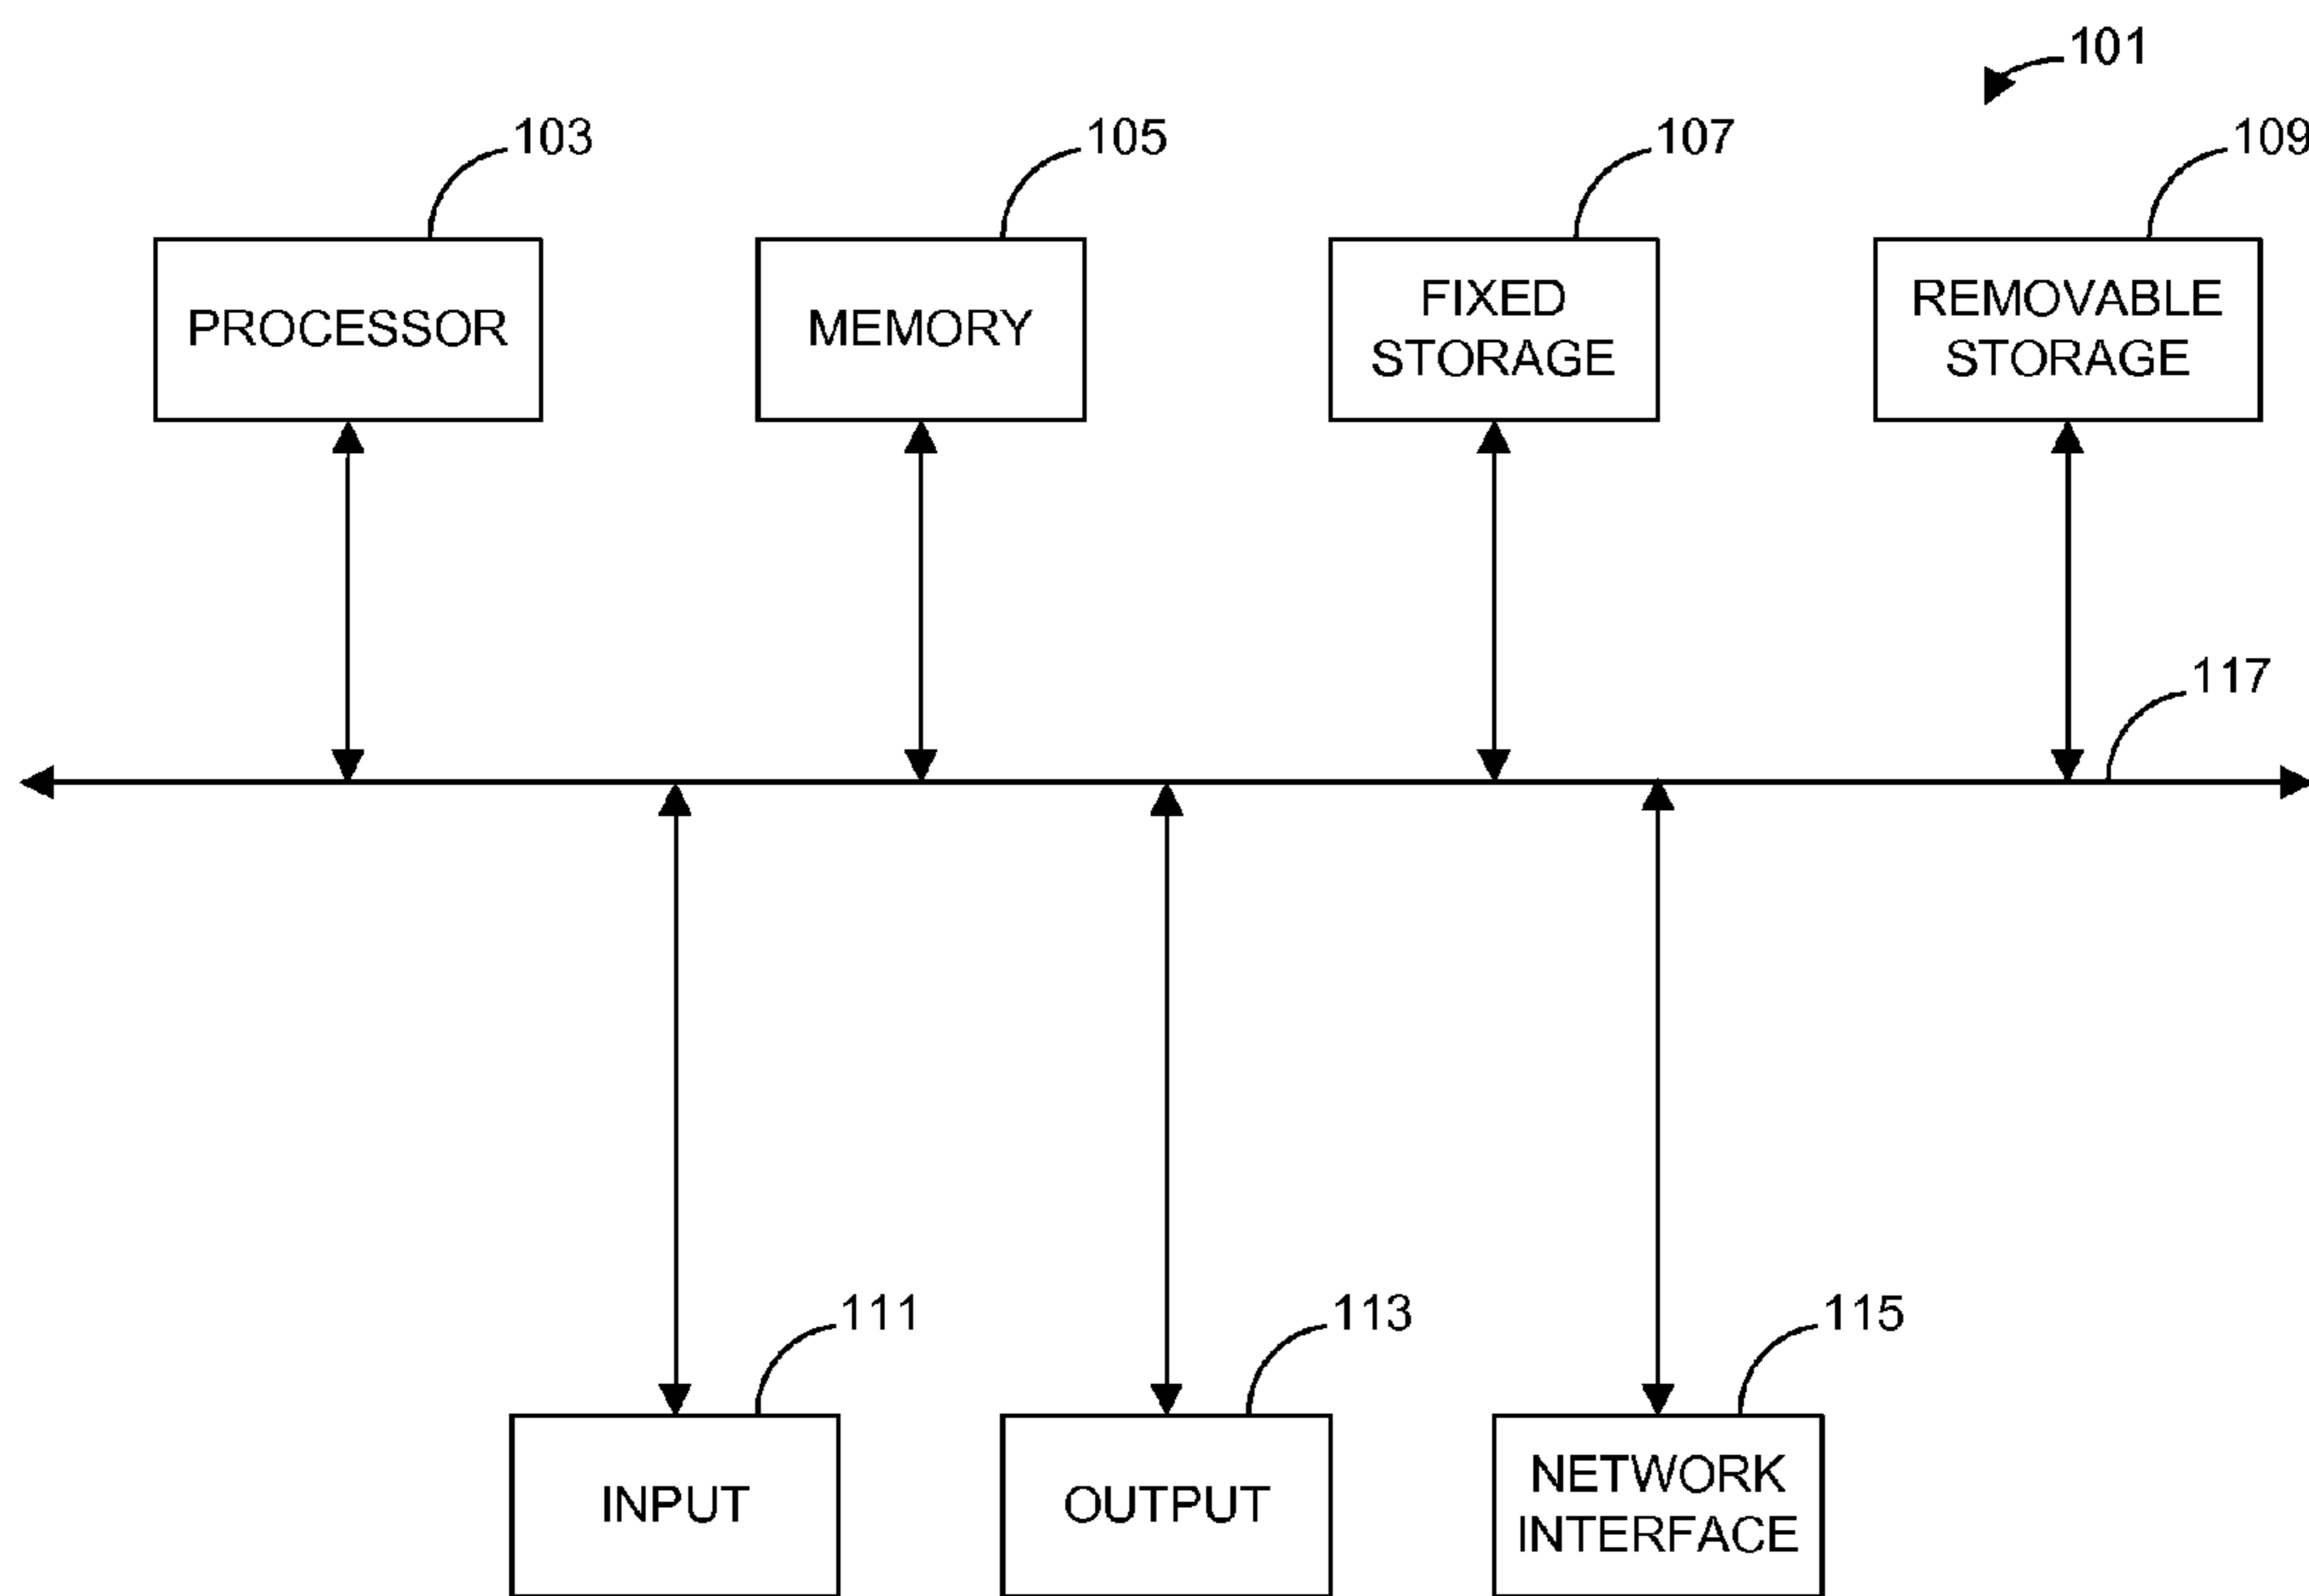 101
103
105
107
109
PROCESSOR
MEMORY
FIXED
STORAGE
REMOVABLE
STORAGE
117
111
113
115
INPUT
OUTPUT
NETWORK
INTERFACE